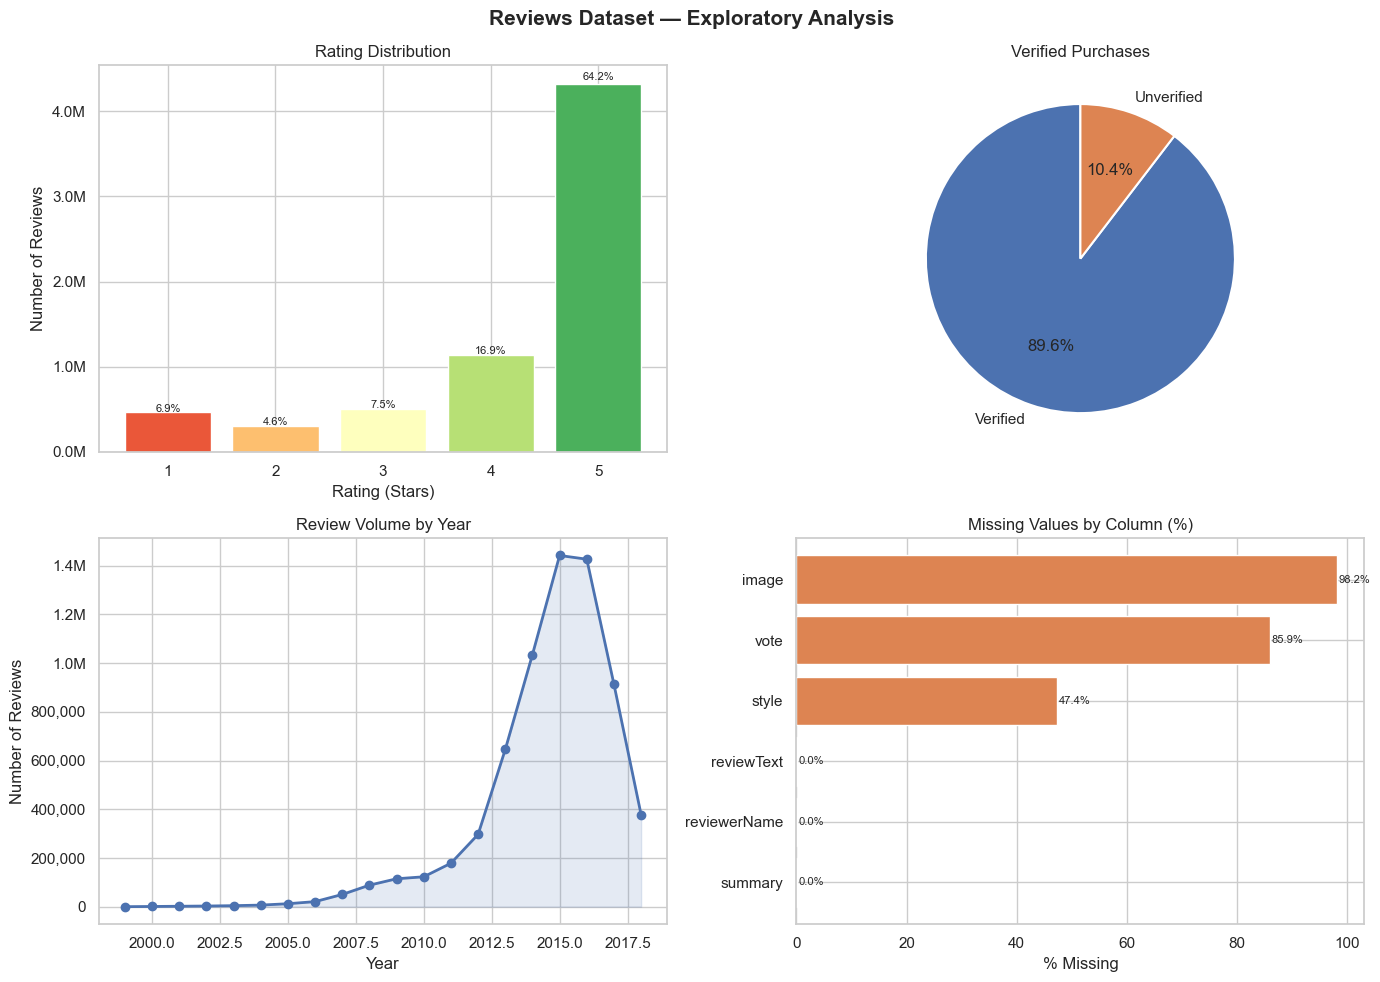 Reviews Dataset — Exploratory Analysis
Rating Distribution
Number of Reviews
4.0M
3.0M
2.0M
1.0M
0.0M
6.9%
4.6%
7.5%
16.9%
64.2%
1 2 3 4 5
Rating (Stars)
Verified Purchases
Unverified
10.4%
89.6%
Verified
Review Volume by Year
Number of Reviews
1.4M
1.2M
1.0M
800,000
600,000
400,000
200,000
0
2000.0 2002.5 2005.0 2007.5 2010.0 2012.5 2015.0 2017.5
Year
Missing Values by Column (%)
image 98.2%
vote 85.9%
style 47.4%
reviewText 0.0%
reviewerName 0.0%
summary 0.0%
0 20 40 60 80 100
% Missing